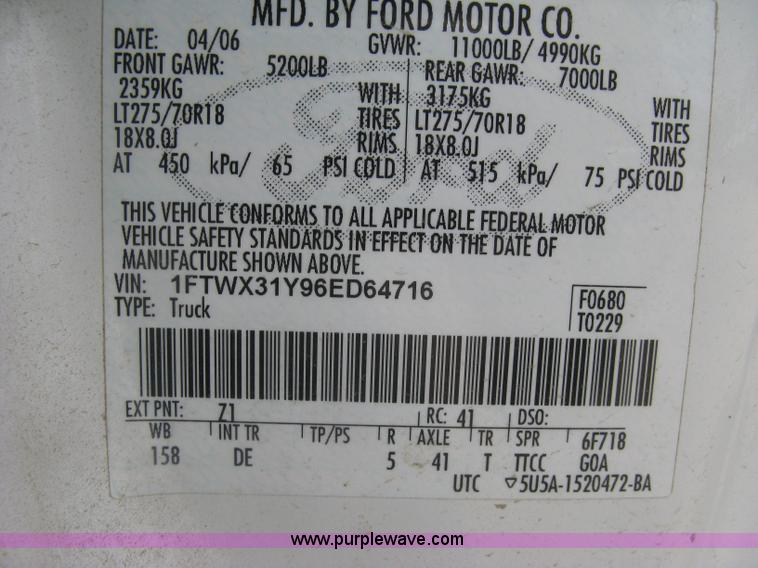 MFD. BY FORD MOTOR CO.
DATE: 04/06 GVWR: 11000LB/ 4990KG
FRONT GAWR: 5200LB REAR GAWR: 7000LB
2359KG WITH 3175KG WITH
LT275/70R18 TIRES LT275/70R18 TIRES
18X8.0J RIMS 18X8.0J RIMS
AT 450 kPa/ 65 PSI COLD AT 515 kPa/ 75 PSI COLD
Ford
THIS VEHICLE CONFORMS TO ALL APPLICABLE FEDERAL MOTOR
VEHICLE SAFETY STANDARDS IN EFFECT ON THE DATE OF
MANUFACTURE SHOWN ABOVE.
VIN: 1FTWX31Y96ED64716
TYPE: Truck
F0680
T0229
EXT PNT: Z1 RC: 41 DSO:
WB INT TR TP/PS R AXLE TR SPR 6F718
158 DE 5 41 T TTCC GOA
UTC ▽5U5A-1520472-BA
www.purplewave.com